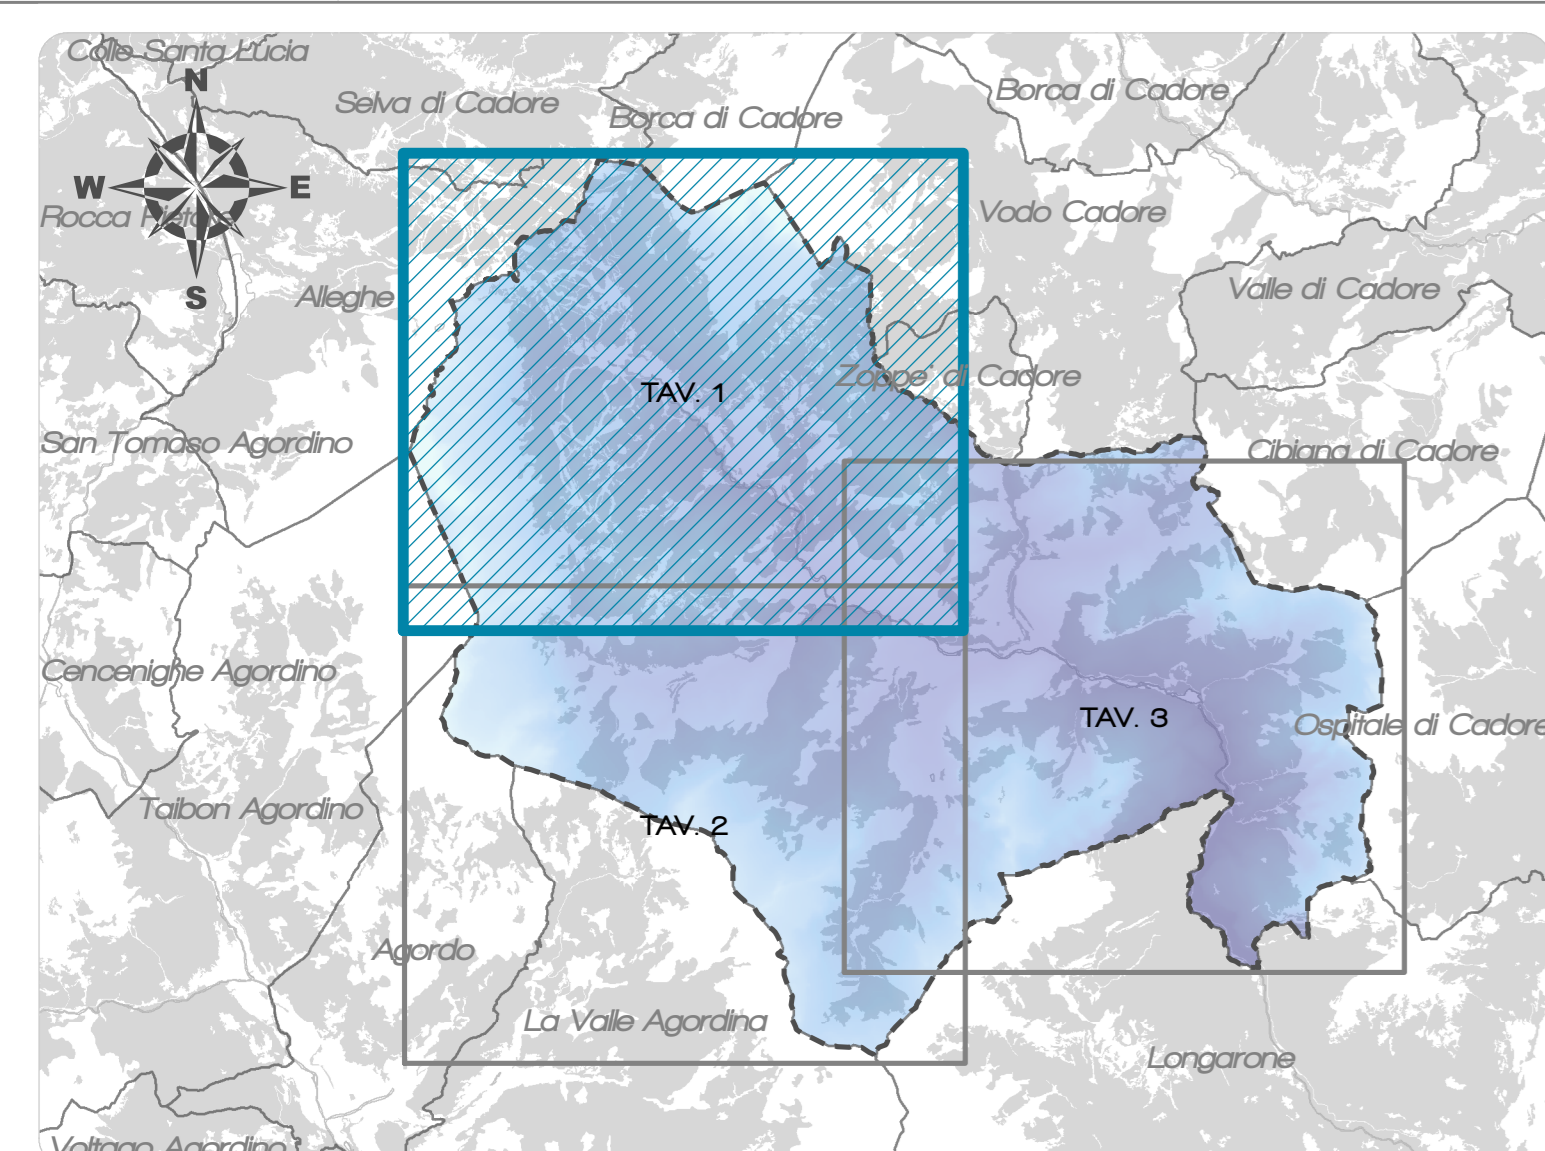 Colle Santa Lucia
N
Selva di Cadore
Borca di Cadore
Borca di Cadore
W
E
Rocca Pietore
Vodo Cadore
S
Alleghe
Valle di Cadore
TAV. 1
Zoppe' di Cadore
San Tomaso Agordino
Cibiana di Cadore
Cencenighe Agordino
TAV. 3
Ospitale di Cadore
Taibon Agordino
TAV. 2
Agordo
La Valle Agordina
Longarone
Voltago Agordino